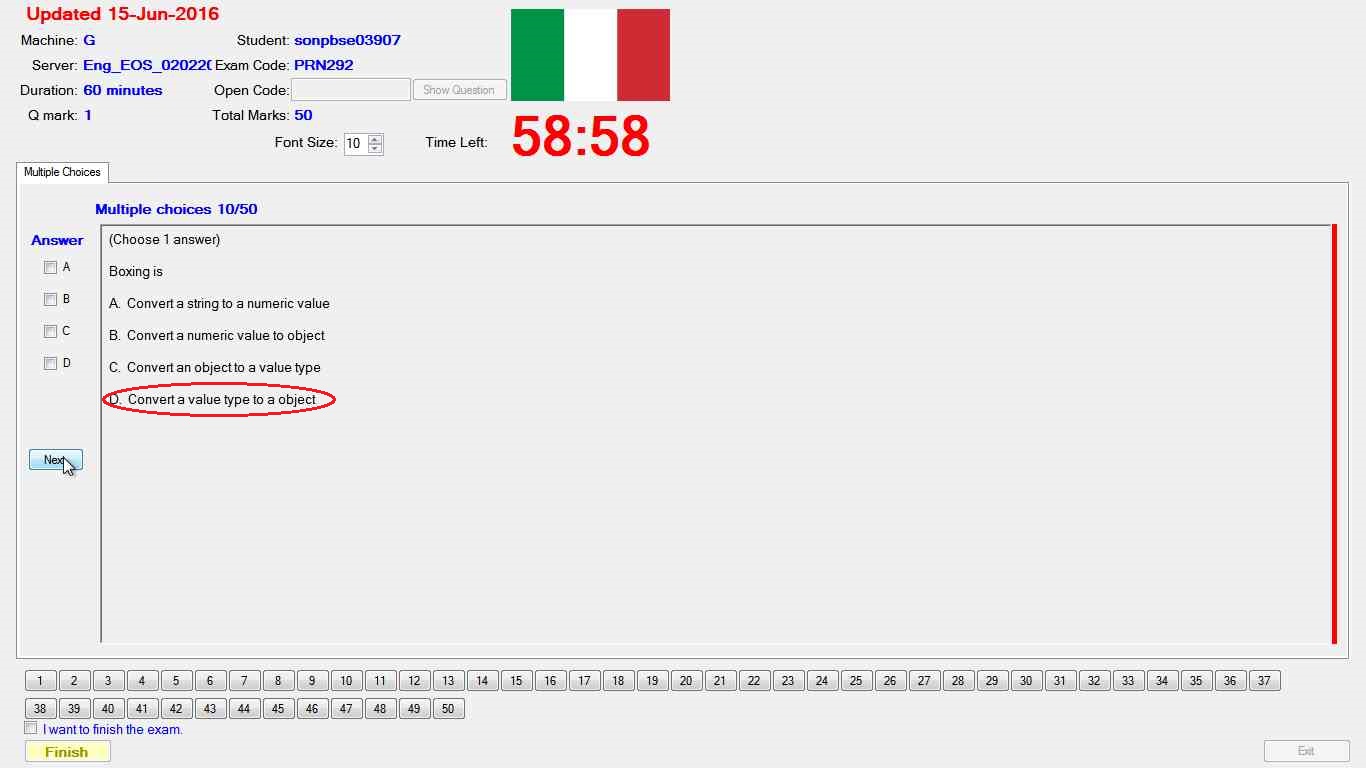 Updated 15-Jun-2016
Machine: G Student: sonpbse03907
Server: Eng_EOS_02022 Exam Code: PRN292
Duration: 60 minutes Open Code: Show Question
Q mark: 1 Total Marks: 50
Font Size: 10 Time Left: 58:58
Multiple Choices
Multiple choices 10/50
Answer
(Choose 1 answer)
A
Boxing is
B
A. Convert a string to a numeric value
C
B. Convert a numeric value to object
D
C. Convert an object to a value type
D. Convert a value type to a object
Nex
1 2 3 4 5 6 7 8 9 10 11 12 13 14 15 16 17 18 19 20 21 22 23 24 25 26 27 28 29 30 31 32 33 34 35 36 37
38 39 40 41 42 43 44 45 46 47 48 49 50
I want to finish the exam.
Finish Exit